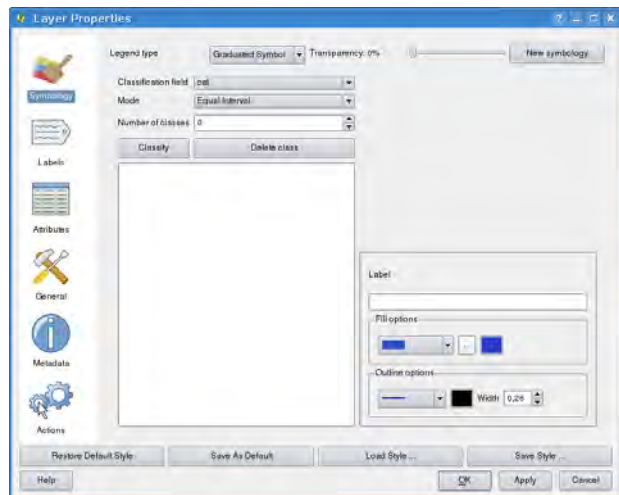 Layer Properties
Legend type Graduated Symbol Transparency: 0% New symbology
Symbology
Classification field cat
Mode Equal Interval
Number of classes 0
Classify Delete class
Labels
Attributes
General
Metadata
Actions
Label
Fill options
...
Outline options
Width 0,26
Restore Default Style Save As Default Load Style ... Save Style ...
Help OK Apply Cancel